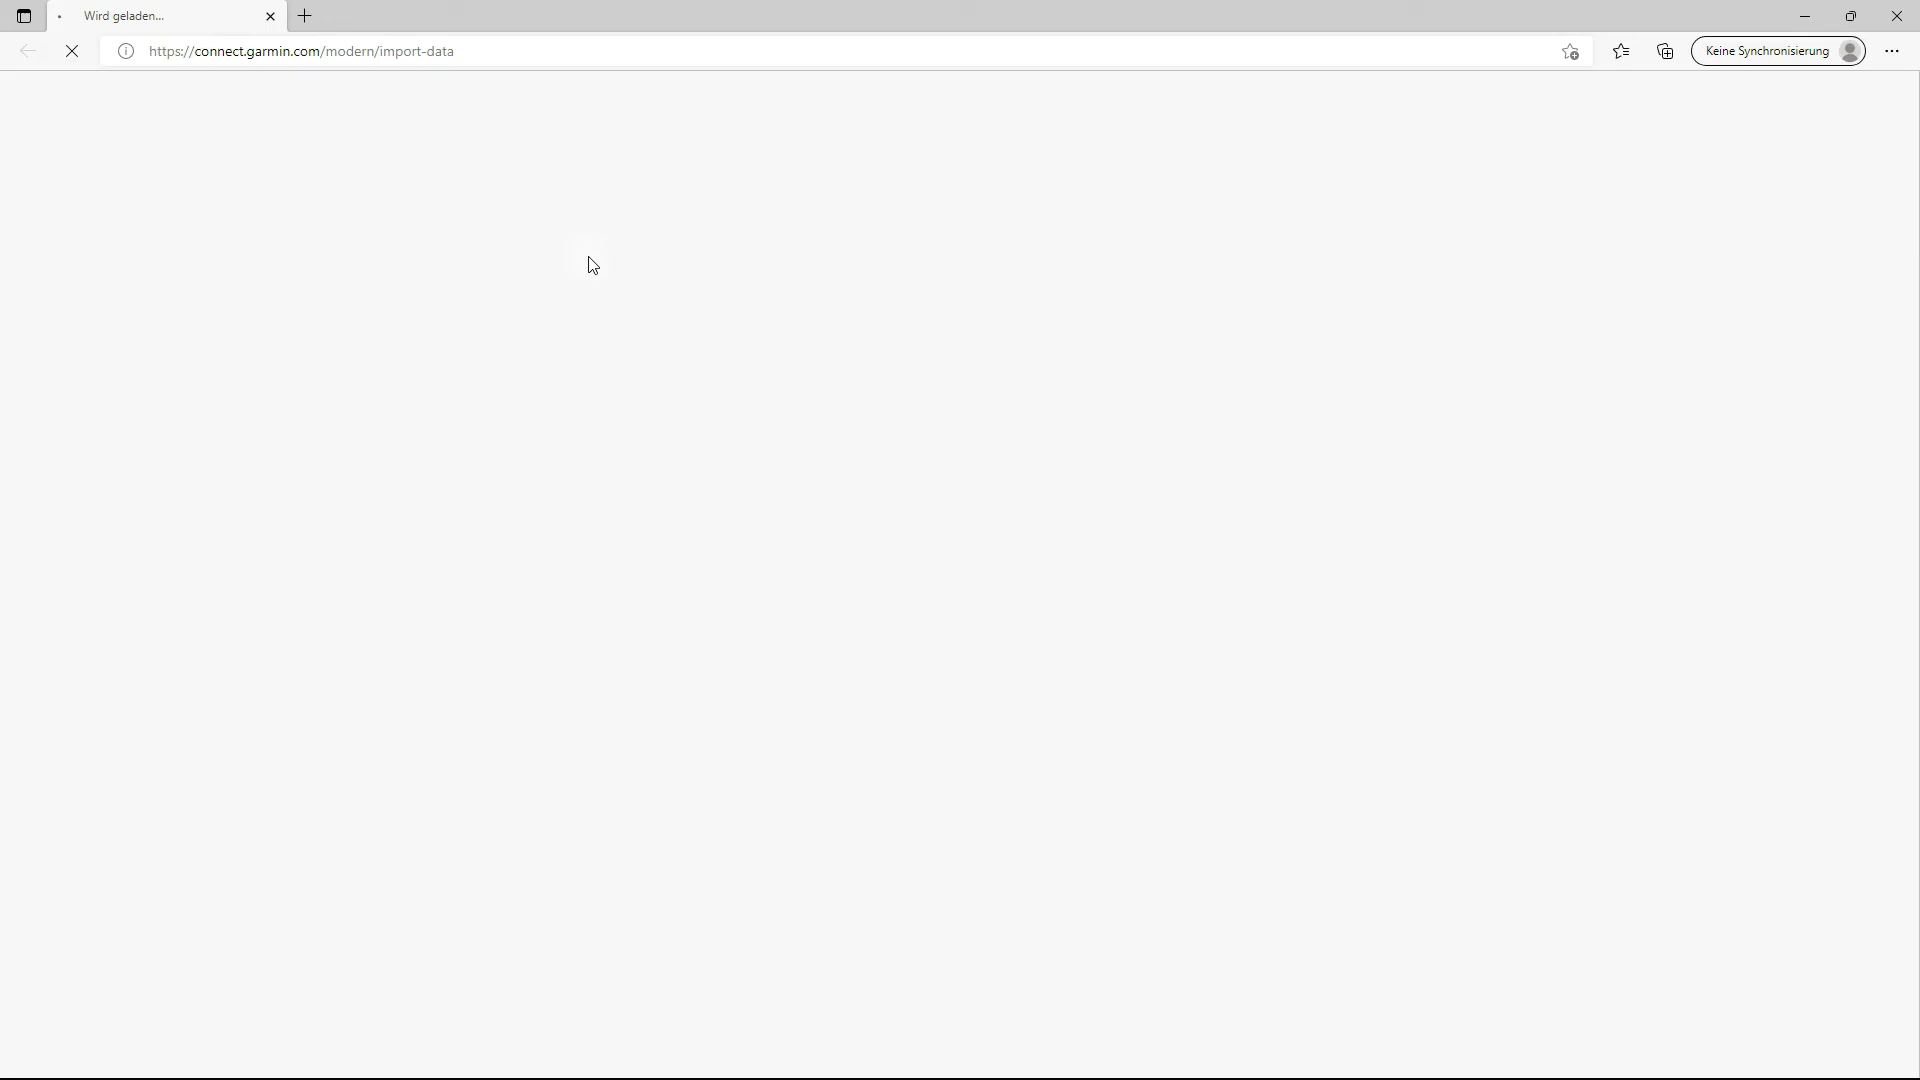 Wird geladen...
https://connect.garmin.com/modern/import-data
Keine Synchronisierung